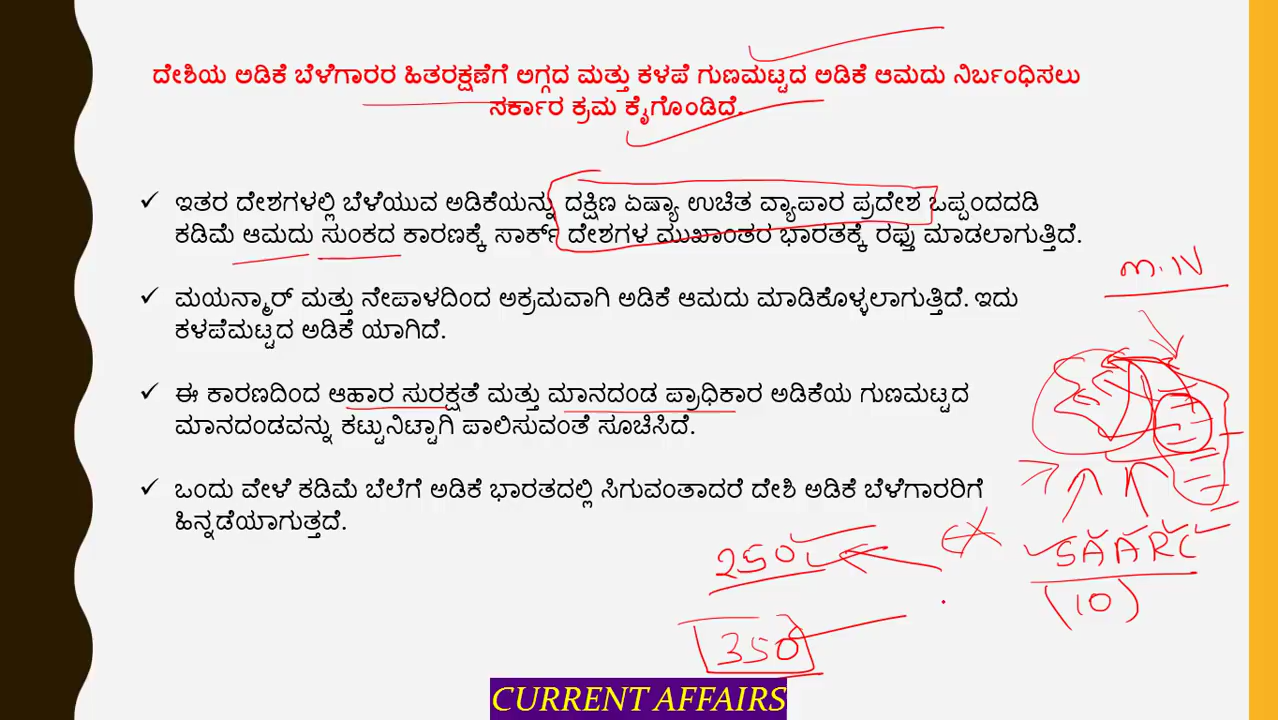 ದೇಶಿಯ ಅಡಿಕೆ ಬೆಳೆಗಾರರ ಹಿತರಕ್ಷಣೆಗೆ ಅಗ್ಗದ ಮತ್ತು ಕಳಪೆ ಗುಣಮಟ್ಟದ ಅಡಿಕೆ ಆಮದು ನಿರ್ಬಂಧಿಸಲು
ಸರ್ಕಾರ ಕ್ರಮ ಕೈಗೊಂಡಿದೆ.
✓ ಇತರ ದೇಶಗಳಲ್ಲಿ ಬೆಳೆಯುವ ಅಡಿಕೆಯನ್ನು ದಕ್ಷಿಣ ಏಷ್ಯಾ ಉಚಿತ ವ್ಯಾಪಾರ ಪ್ರದೇಶ ಒಪ್ಪಂದದಡಿ
ಕಡಿಮೆ ಆಮದು ಸುಂಕದ ಕಾರಣಕ್ಕೆ ಸಾರ್ಕ್ ದೇಶಗಳ ಮುಖಾಂತರ ಭಾರತಕ್ಕೆ ರಫ್ತು ಮಾಡಲಾಗುತ್ತಿದೆ.
m.IV
✓ ಮಯನ್ಮಾರ್ ಮತ್ತು ನೇಪಾಳದಿಂದ ಅಕ್ರಮವಾಗಿ ಅಡಿಕೆ ಆಮದು ಮಾಡಿಕೊಳ್ಳಲಾಗುತ್ತಿದೆ. ಇದು
ಕಳಪೆಮಟ್ಟದ ಅಡಿಕೆ ಯಾಗಿದೆ.
✓ ಈ ಕಾರಣದಿಂದ ಆಹಾರ ಸುರಕ್ಷತೆ ಮತ್ತು ಮಾನದಂಡ ಪ್ರಾಧಿಕಾರ ಅಡಿಕೆಯ ಗುಣಮಟ್ಟದ
ಮಾನದಂಡವನ್ನು ಕಟ್ಟುನಿಟ್ಟಾಗಿ ಪಾಲಿಸುವಂತೆ ಸೂಚಿಸಿದೆ.
✓ ಒಂದು ವೇಳೆ ಕಡಿಮೆ ಬೆಲೆಗೆ ಅಡಿಕೆ ಭಾರತದಲ್ಲಿ ಸಿಗುವಂತಾದರೆ ದೇಶಿ ಅಡಿಕೆ ಬೆಳೆಗಾರರಿಗೆ
ಹಿನ್ನಡೆಯಾಗುತ್ತದೆ.
250
SAARC
(10)
350
CURRENT AFFAIRS